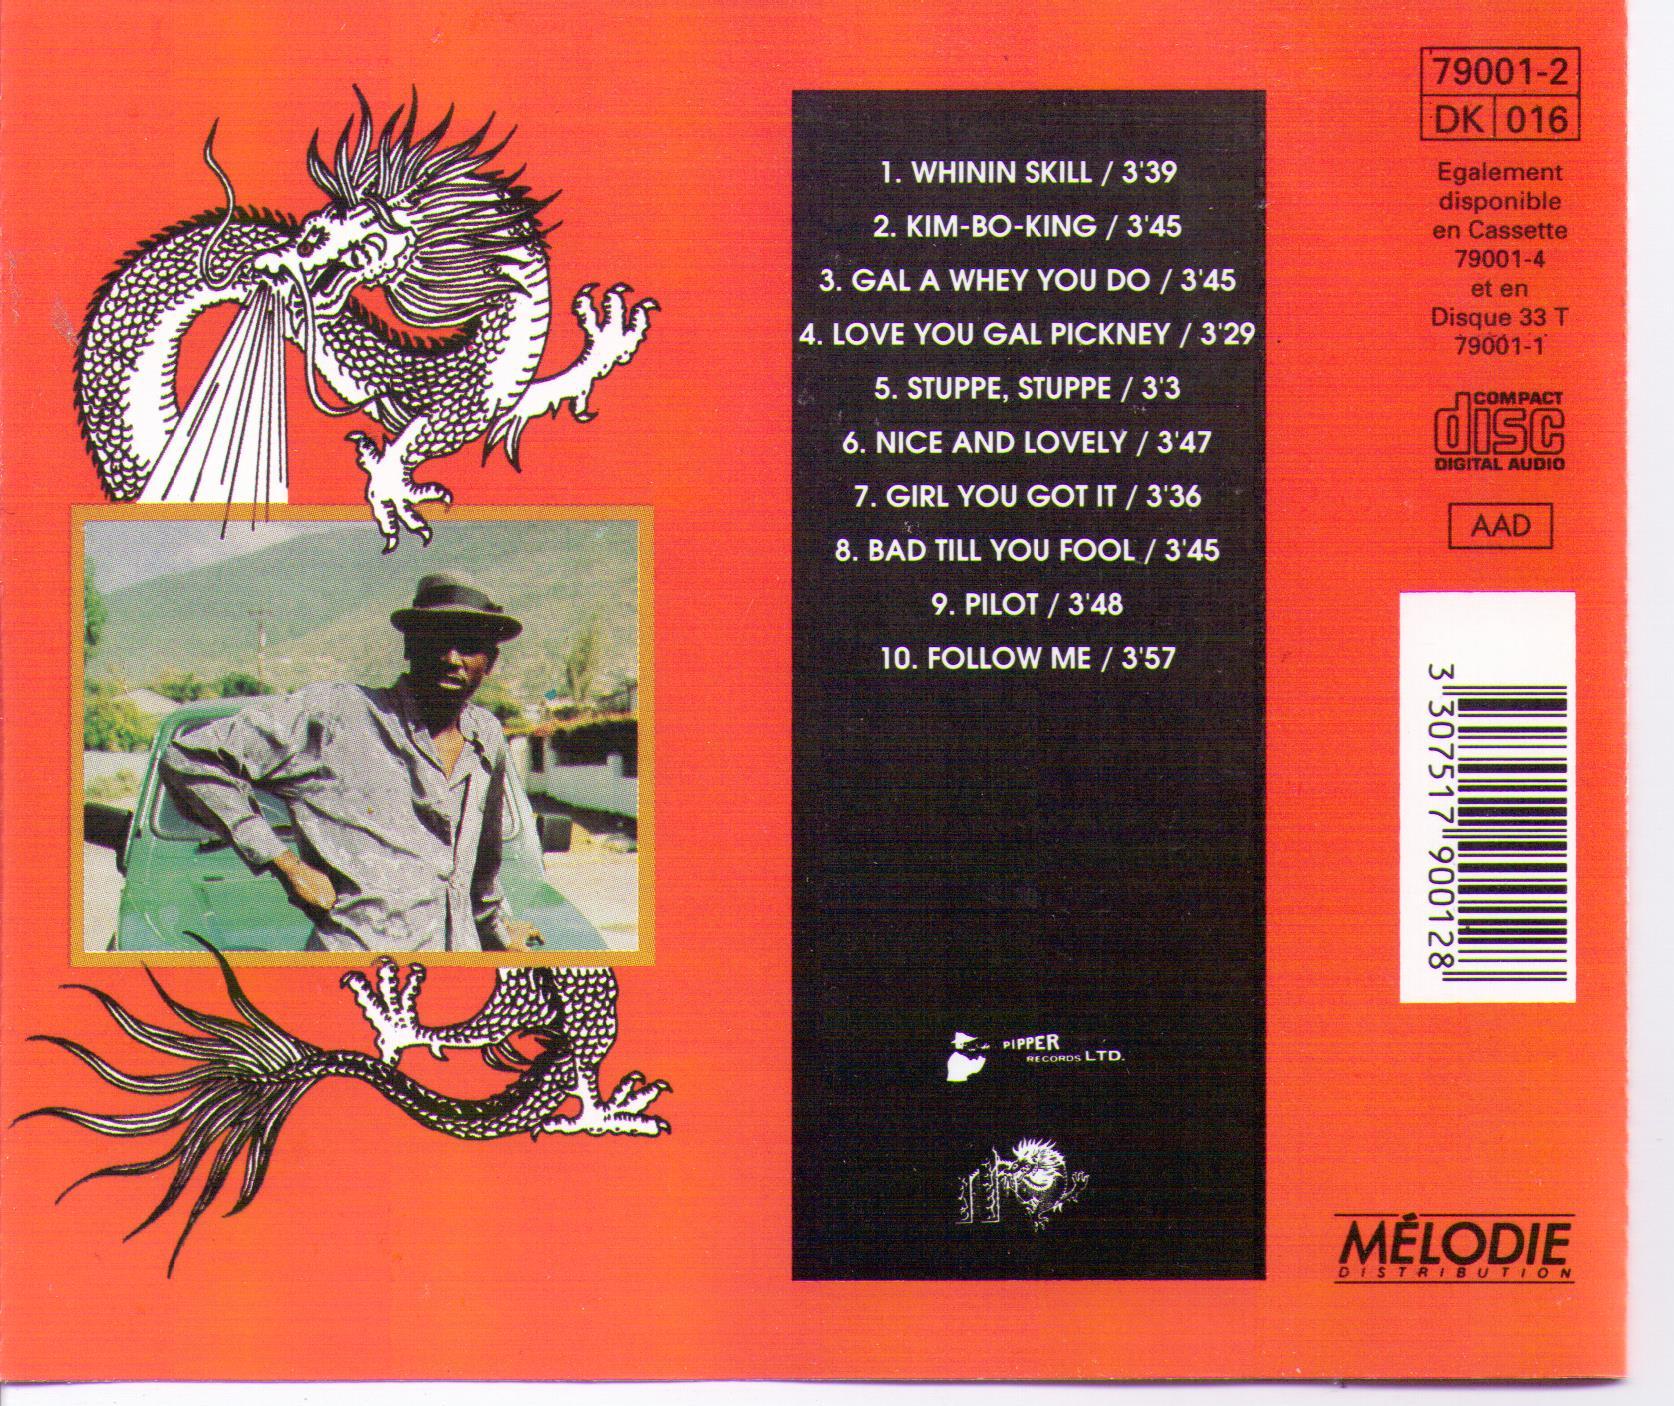 1. WHININ SKILL / 3'39
2. KIM-BO-KING / 3'45
3. GAL A WHEY YOU DO / 3'45
4. LOVE YOU GAL PICKNEY / 3'29
5. STUPPE, STUPPE / 3'3
6. NICE AND LOVELY / 3'47
7. GIRL YOU GOT IT / 3'36
8. BAD TILL YOU FOOL / 3'45
9. PILOT / 3'48
10. FOLLOW ME / 3'57
PIPPER
RECORDS LTD.
79001-2
DK 016
Egalement
disponible
en Cassette
79001-4
et en
Disque 33 T
79001-1
COMPACT
disc
DIGITAL AUDIO
AAD
3 307517 900128
MÉLODIE
DISTRIBUTION